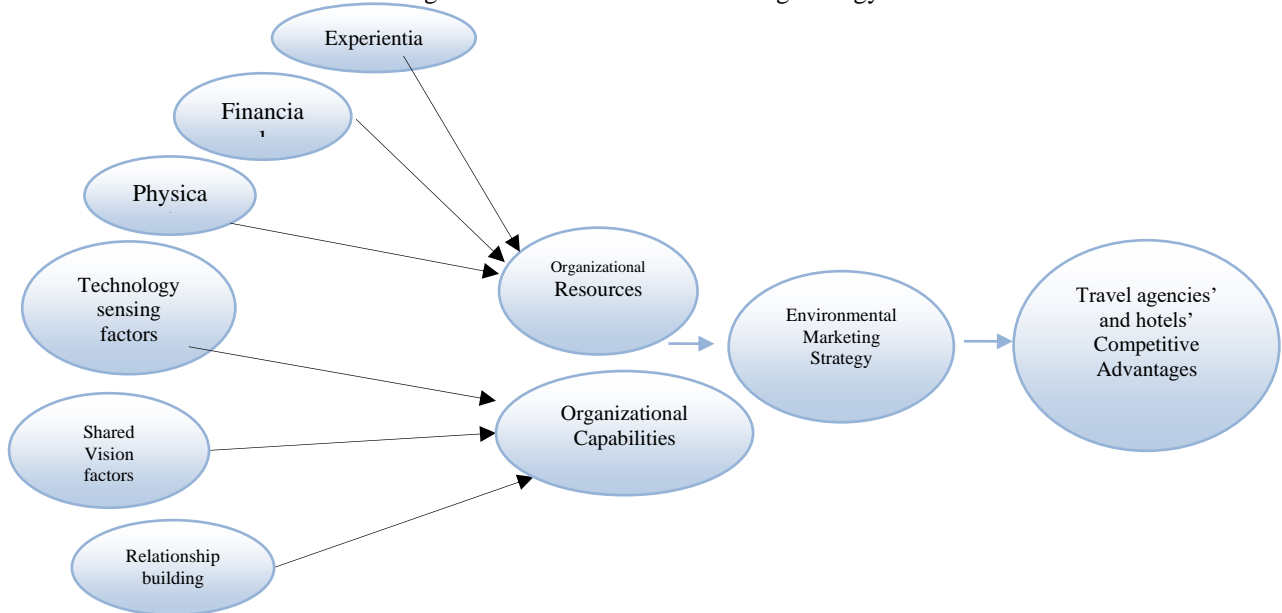 Experientia
Financia
Physica
Technology
sensing
factors
Shared
Vision
factors
Relationship
building
Organizational
Resources
Organizational
Capabilities
Environmental
Marketing
Strategy
Travel agencies’
and hotels’
Competitive
Advantages